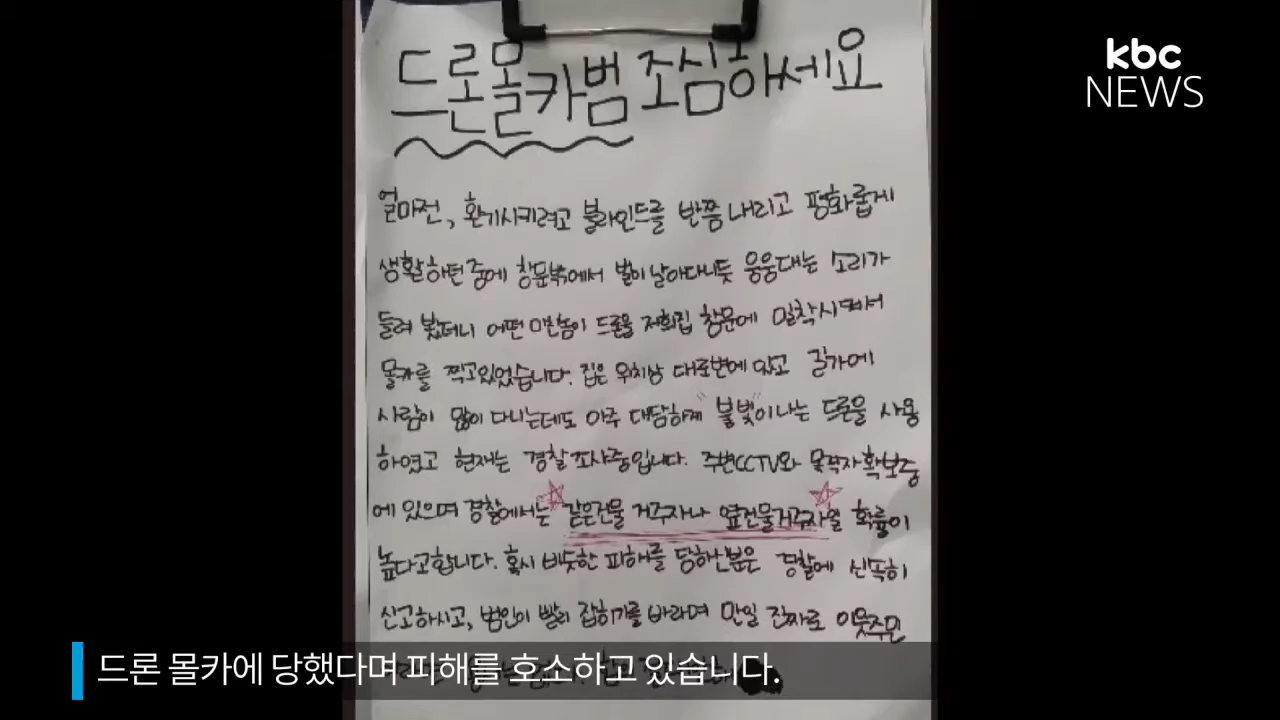 kbc
NEWS
드론몰카범 조심하세요
얼마전, 환기시키려고 블라인드를 반쯤 내리고 평화롭게
생활하던중에 창문밖에서 벌이 날아다니듯 웅웅대는 소리가
들려 봤더니 어떤 미친놈이 드론을 저희집 창문에 밀착시켜서
몰카를 찍고있었습니다. 집은 위치상 대로변에 있고 길가에
사람이 많이 다니는데도 아주 대담하게 "불빛"이 나는 드론을 사용
하였고 현재는 경찰조사중입니다. 주변CCTV와 목격자확보중
에 있으며 경찰에서는 같은건물 거주자나 옆건물거주자일 확률이
높다고합니다. 혹시 비슷한 피해를 당하신분은 경찰에 신속히
신고하시고, 범인이 빨리 잡히기를 바라며 만일 진짜로 이웃주민
드론 몰카에 당했다며 피해를 호소하고 있습니다.